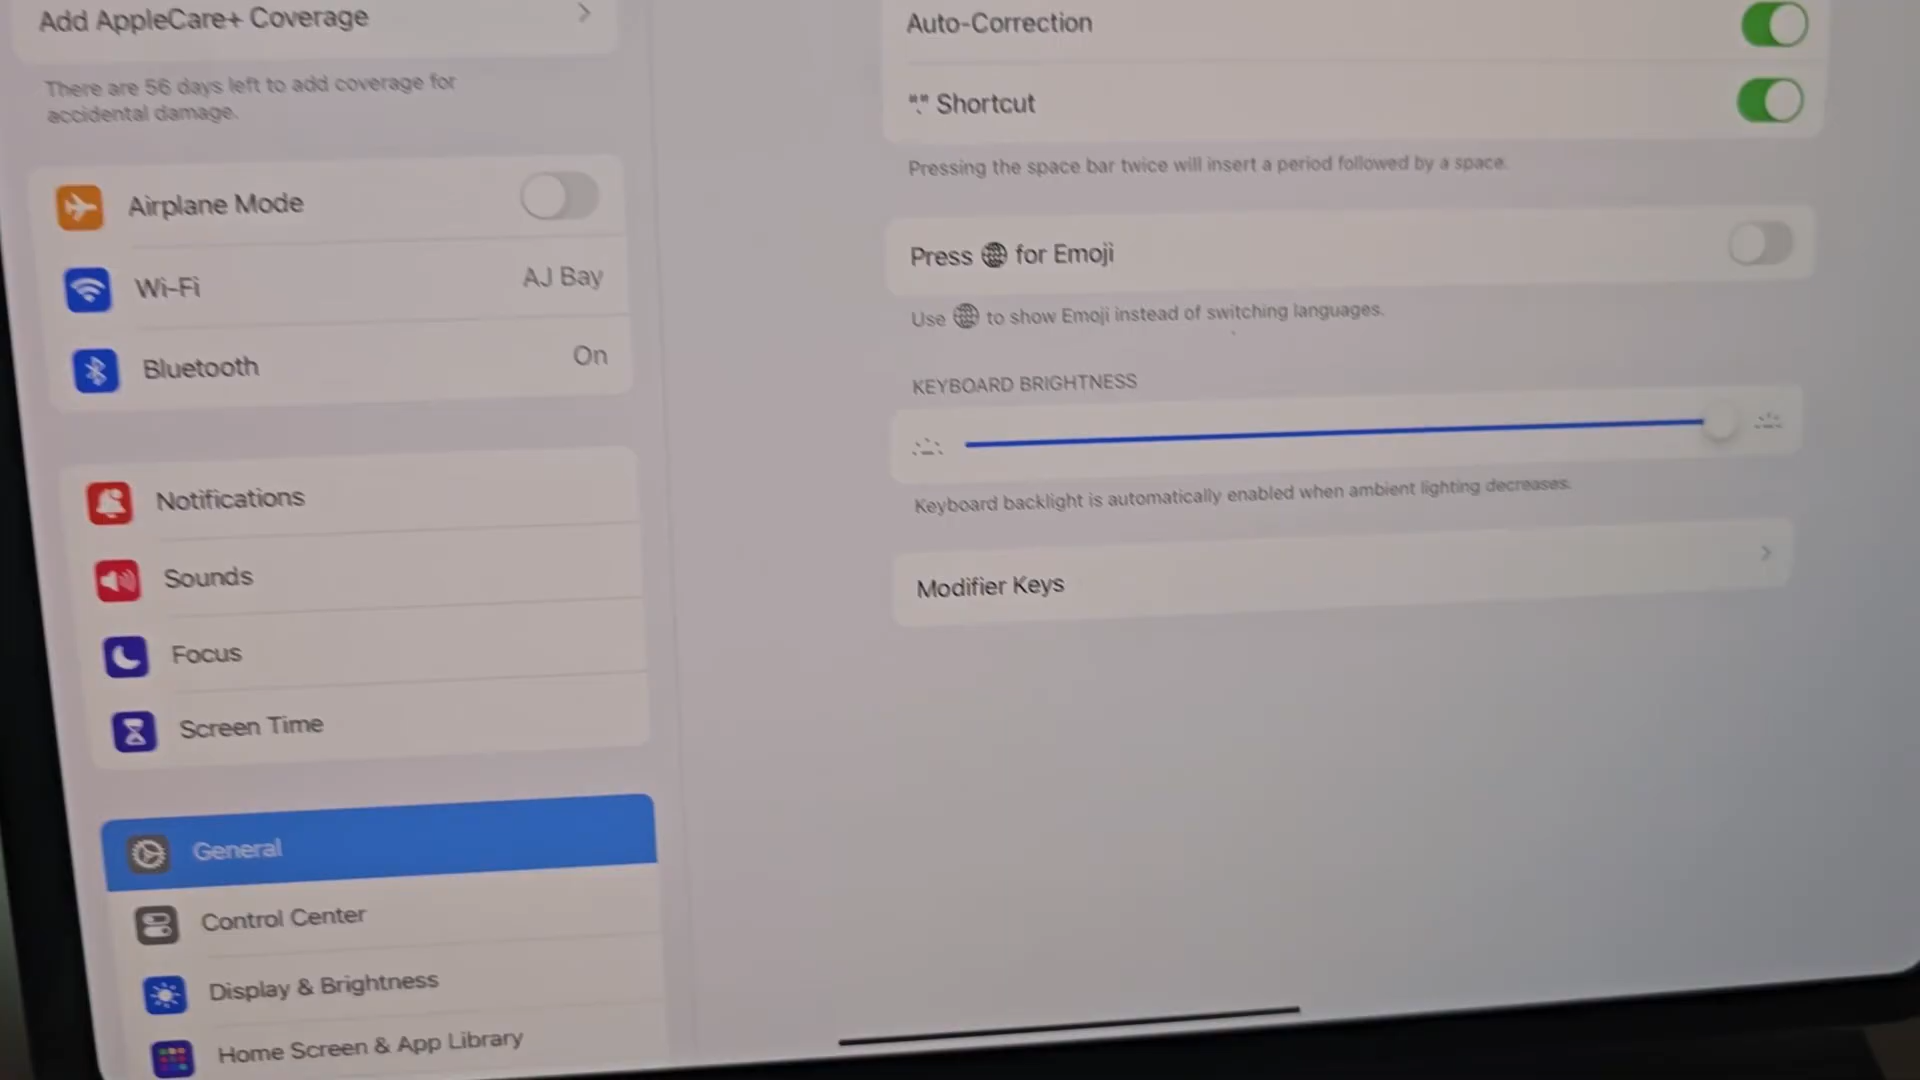 Add AppleCare+ Coverage
There are 56 days left to add coverage for
accidental damage.
Airplane Mode
Wi-Fi AJ Bay
Bluetooth On
Notifications
Sounds
Focus
Screen Time
General
Control Center
Display & Brightness
Home Screen & App Library
Auto-Correction
"." Shortcut
Pressing the space bar twice will insert a period followed by a space.
Press 🌐 for Emoji
Use 🌐 to show Emoji instead of switching languages.
KEYBOARD BRIGHTNESS
Keyboard backlight is automatically enabled when ambient lighting decreases.
Modifier Keys